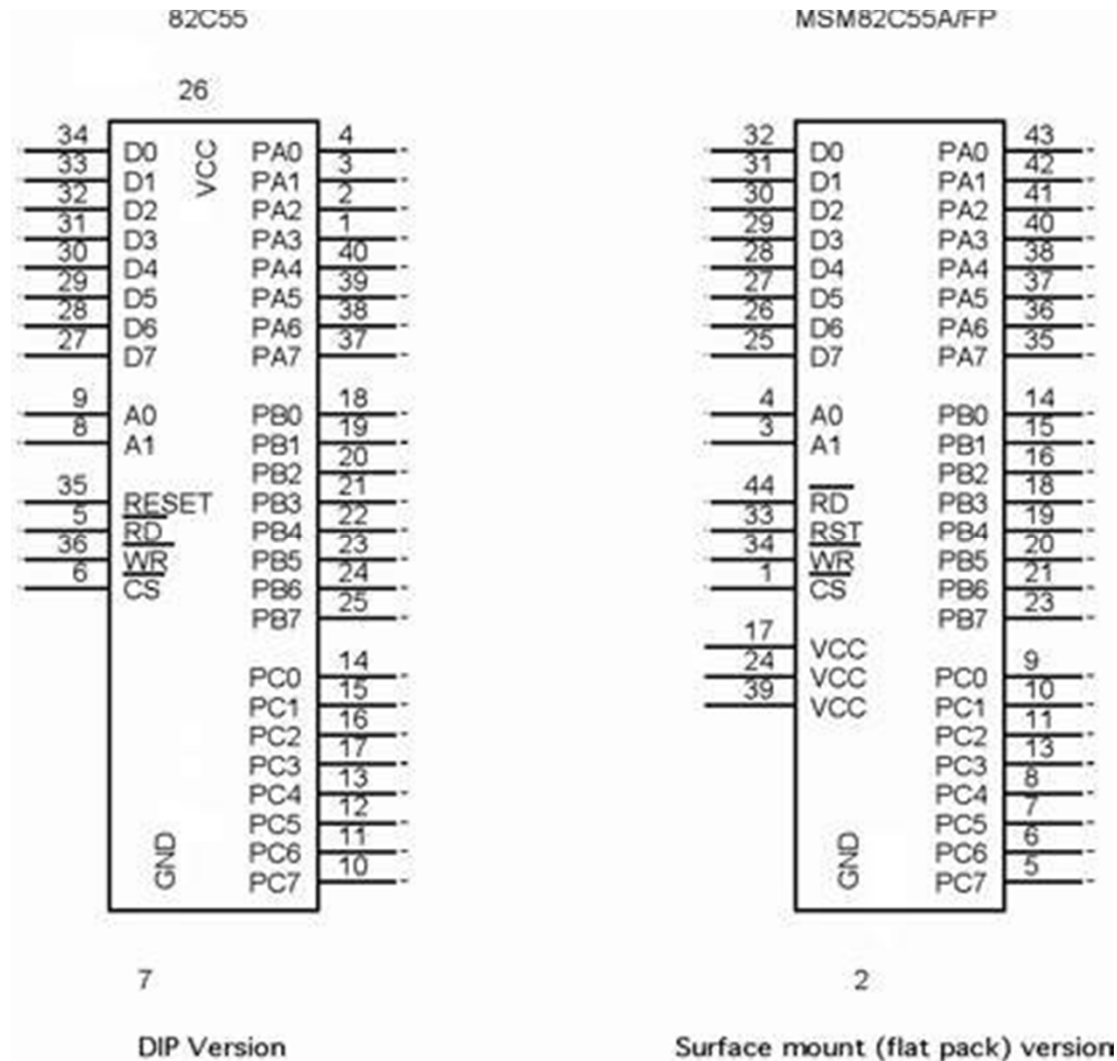 82C55 MSM82C55A/FP
26
34 D0 VCC PA0 4 32 D0 PA0 43
33 D1 PA1 3 31 D1 PA1 42
32 D2 PA2 2 30 D2 PA2 41
31 D3 PA3 1 29 D3 PA3 40
30 D4 PA4 40 28 D4 PA4 38
29 D5 PA5 39 27 D5 PA5 37
28 D6 PA6 38 26 D6 PA6 36
27 D7 PA7 37 25 D7 PA7 35
9 A0 PB0 18 4 A0 PB0 14
8 A1 PB1 19 3 A1 PB1 15
PB2 20 PB2 16
35 RESET PB3 21 44 RD PB3 18
5 RD PB4 22 33 RST PB4 19
36 WR PB5 23 34 WR PB5 20
6 CS PB6 24 1 CS PB6 21
PB7 25 PB7 23
17 VCC
PC0 14 24 VCC PC0 9
PC1 15 39 VCC PC1 10
PC2 16 PC2 11
PC3 17 PC3 13
PC4 13 PC4 8
PC5 12 PC5 7
GND PC6 11 GND PC6 6
PC7 10 PC7 5
7 2
DIP Version Surface mount (flat pack) version